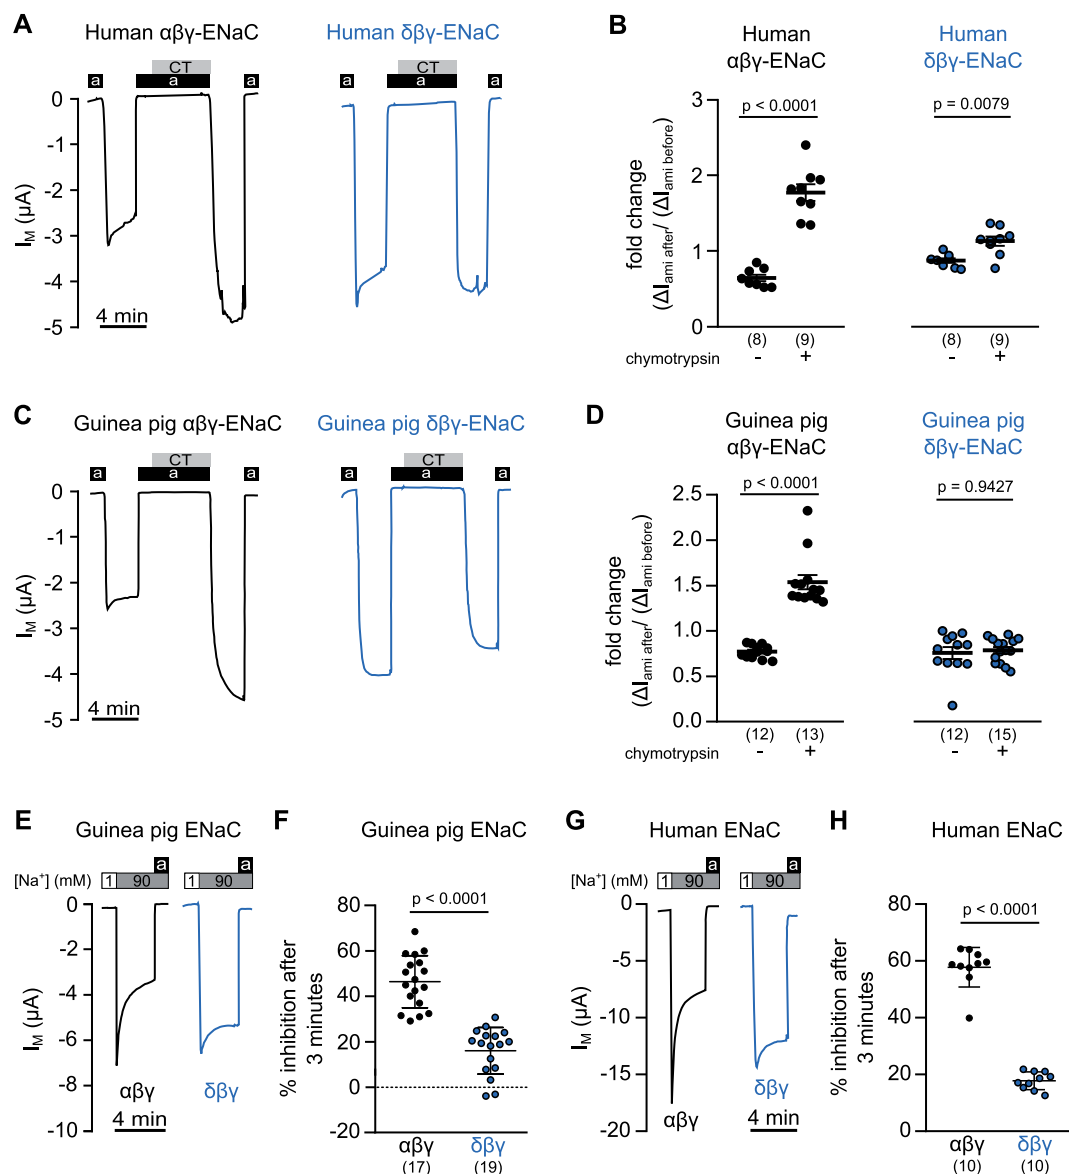 A
Human αβγ-ENaC
Human δβγ-ENaC
CT
a a a
CT
a a a
0
-1
-2
-3
-4
-5
I_M (µA)
4 min
B
Human
αβγ-ENaC
Human
δβγ-ENaC
p < 0.0001
p = 0.0079
3
2
1
0
fold change
(ΔI_ami after/ (ΔI_ami before)
(8) (9)
(8) (9)
chymotrypsin - +
- +
C
Guinea pig αβγ-ENaC
Guinea pig δβγ-ENaC
CT
a a a
CT
a a a
0
-1
-2
-3
-4
-5
I_M (µA)
4 min
D
Guinea pig
αβγ-ENaC
Guinea pig
δβγ-ENaC
p < 0.0001
p = 0.9427
2.5
2.0
1.5
1.0
0.5
0.0
fold change
(ΔI_ami after/ (ΔI_ami before)
(12) (13)
(12) (15)
chymotrypsin - +
- +
E
Guinea pig ENaC
a a
[Na⁺] (mM) 1 90 1 90
0
-2
-4
-6
-8
-10
I_M (µA)
αβγ
δβγ
4 min
F
Guinea pig ENaC
p < 0.0001
80
60
40
20
0
-20
% inhibition after
3 minutes
αβγ δβγ
(17) (19)
G
Human ENaC
a a
[Na⁺] (mM) 1 90 1 90
0
-5
-10
-15
-20
I_M (µA)
αβγ
δβγ
4 min
H
Human ENaC
p < 0.0001
80
60
40
20
0
% inhibition after
3 minutes
αβγ δβγ
(10) (10)